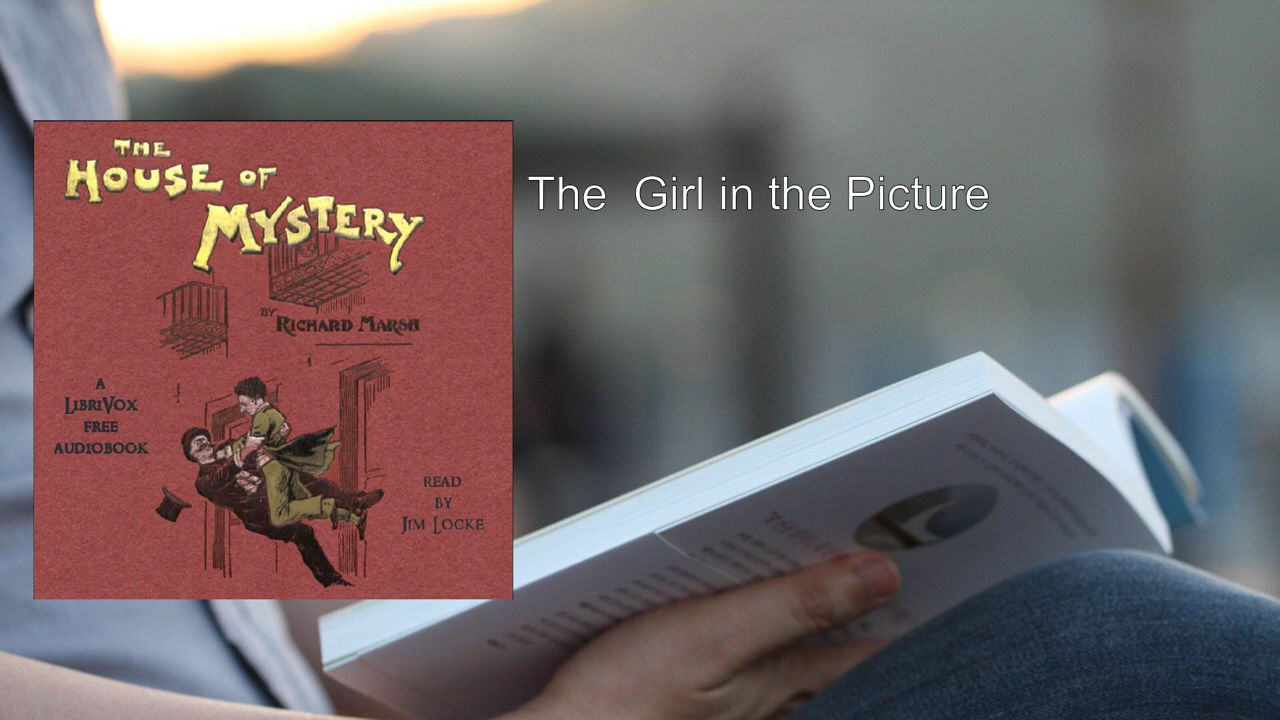 THE
HOUSE OF
MYSTERY
BY RICHARD MARSH
A
LIBRIVOX
FREE
AUDIOBOOK
READ
BY
JIM LOCKE
The  Girl in the Picture